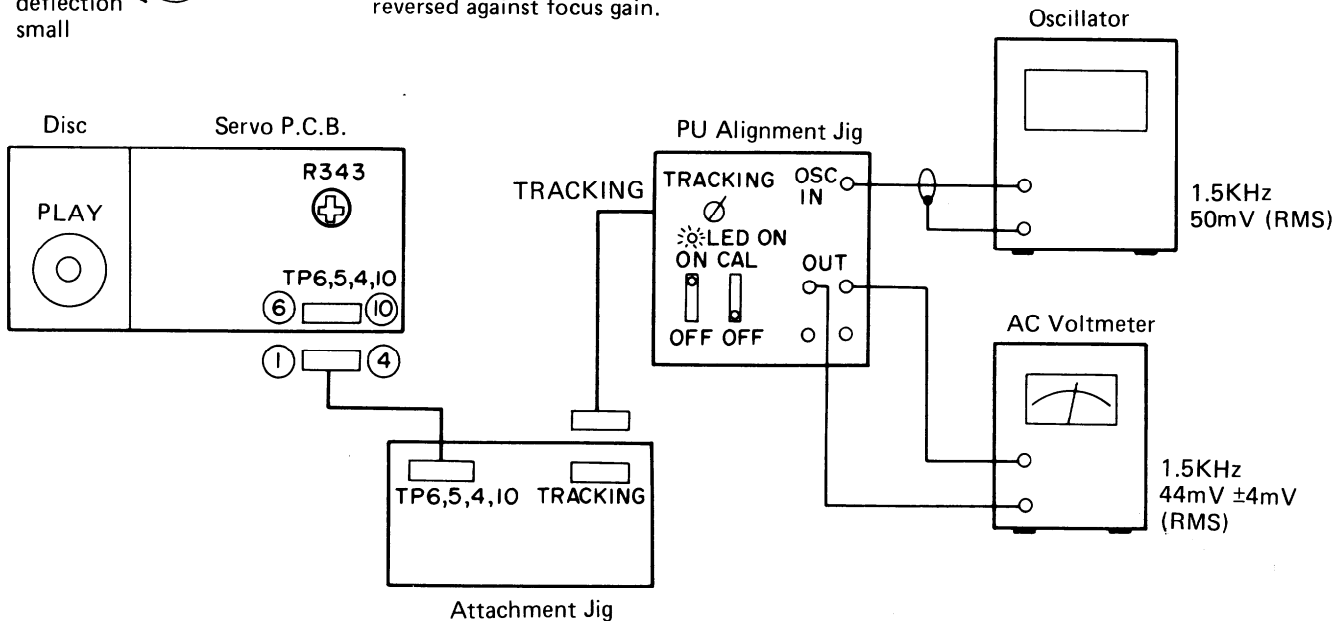 deflection
small
reversed against focus gain.
Oscillator
Disc
Servo P.C.B.
PU Alignment Jig
R343
PLAY
TP6,5,4,10
6
10
1
4
TRACKING
TRACKING
OSC
IN
LED ON
ON CAL
OUT
OFF OFF
1.5KHz
50mV (RMS)
AC Voltmeter
1.5KHz
44mV ±4mV
(RMS)
TP6,5,4,10 TRACKING
Attachment Jig